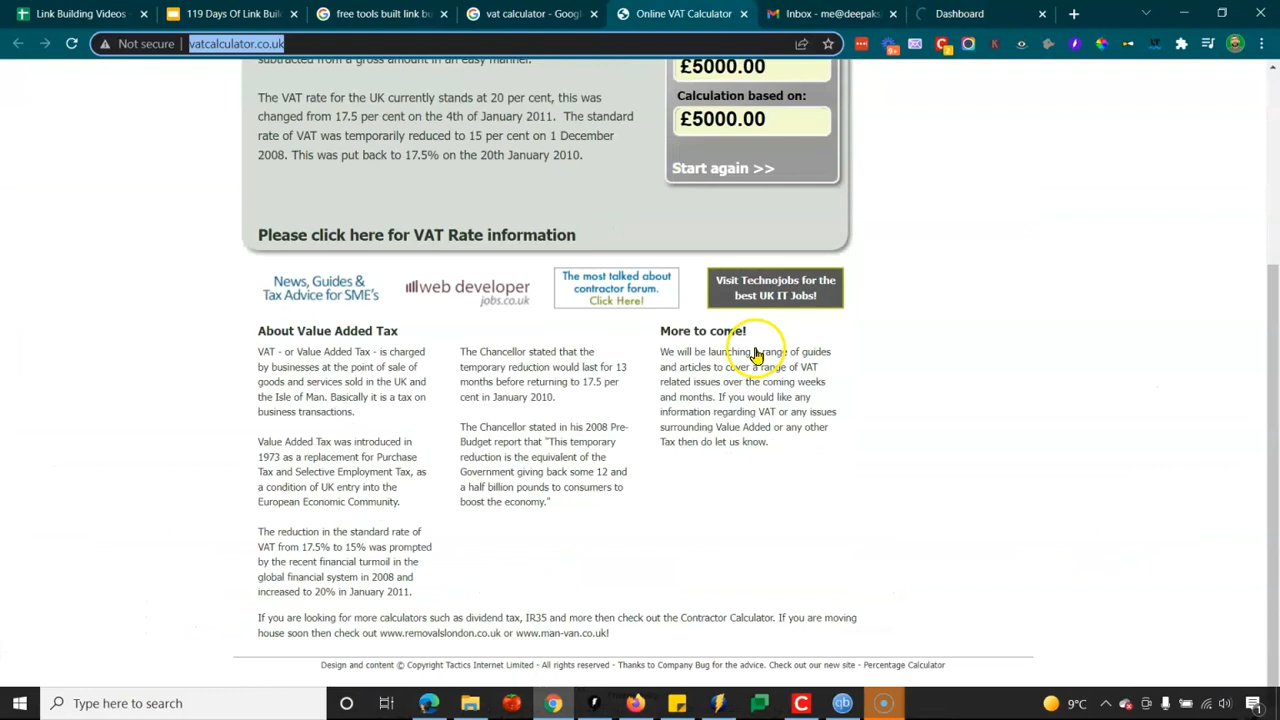 Link Building Videos -
119 Days Of Link Buil
free tools built link bu
vat calculator - Google
Online VAT Calculator
Inbox - me@deepaks
Dashboard
Not secure
vatcalculator.co.uk
9+
subtracted from a gross amount in an easy manner.
The VAT rate for the UK currently stands at 20 per cent, this was
changed from 17.5 per cent on the 4th of January 2011. The standard
rate of VAT was temporarily reduced to 15 per cent on 1 December
2008. This was put back to 17.5% on the 20th January 2010.
£5000.00
Calculation based on:
£5000.00
Start again >>
Please click here for VAT Rate information
News, Guides &
Tax Advice for SME's
web developer
jobs.co.uk
The most talked about
contractor forum.
Click Here!
Visit Technojobs for the
best UK IT Jobs!
About Value Added Tax
VAT - or Value Added Tax - is charged
by businesses at the point of sale of
goods and services sold in the UK and
the Isle of Man. Basically it is a tax on
business transactions.
Value Added Tax was introduced in
1973 as a replacement for Purchase
Tax and Selective Employment Tax, as
a condition of UK entry into the
European Economic Community.
The reduction in the standard rate of
VAT from 17.5% to 15% was prompted
by the recent financial turmoil in the
global financial system in 2008 and
increased to 20% in January 2011.
The Chancellor stated that the
temporary reduction would last for 13
months before returning to 17.5 per
cent in January 2010.
The Chancellor stated in his 2008 Pre-
Budget report that "This temporary
reduction is the equivalent of the
Government giving back some 12 and
a half billion pounds to consumers to
boost the economy."
More to come!
We will be launching a range of guides
and articles to cover a range of VAT
related issues over the coming weeks
and months. If you would like any
information regarding VAT or any issues
surrounding Value Added or any other
Tax then do let us know.
If you are looking for more calculators such as dividend tax, IR35 and more then check out the Contractor Calculator. If you are moving
house soon then check out www.removalslondon.co.uk or www.man-van.co.uk!
Design and content © Copyright Tactics Internet Limited - All rights reserved - Thanks to Company Bug for the advice. Check out our new site - Percentage Calculator
Type here to search
9°C